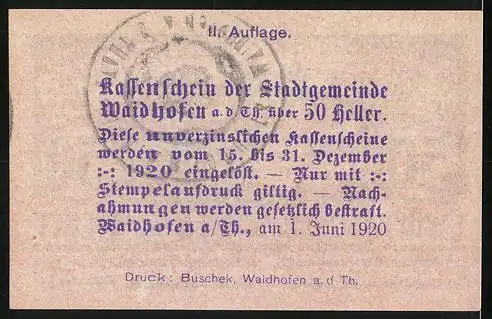 II. Auflage.
Kassenschein der Stadtgemeinde
Waidhofen a. d. Th. über 50 Heller.
Diese unverzinslichen Kassenscheine
werden vom 15. bis 31. Dezember
:-: 1920 eingelöst. — Nur mit :-:
Stempelaufdruck giltig. — Nach-
ahmungen werden gesetzlich bestraft.
Waidhofen a/Th., am 1. Juni 1920
Druck: Buschek, Waidhofen a. d Th.